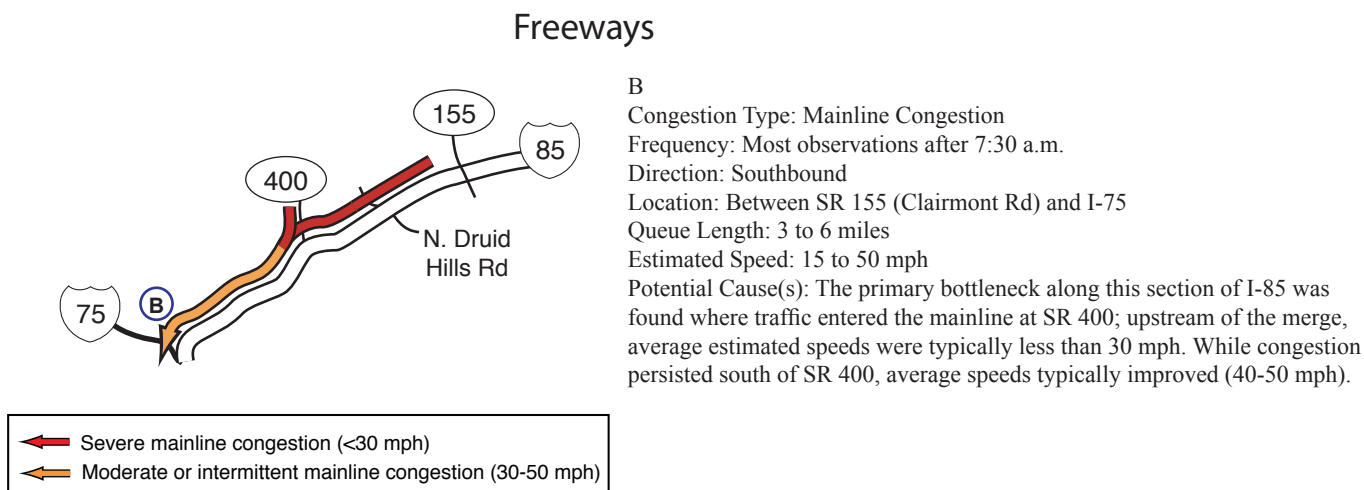 Freeways
155
85
400
N. Druid
Hills Rd
75
B
B
Congestion Type: Mainline Congestion
Frequency: Most observations after 7:30 a.m.
Direction: Southbound
Location: Between SR 155 (Clairmont Rd) and I-75
Queue Length: 3 to 6 miles
Estimated Speed: 15 to 50 mph
Potential Cause(s): The primary bottleneck along this section of I-85 was
found where traffic entered the mainline at SR 400; upstream of the merge,
average estimated speeds were typically less than 30 mph. While congestion
persisted south of SR 400, average speeds typically improved (40-50 mph).
Severe mainline congestion (<30 mph)
Moderate or intermittent mainline congestion (30-50 mph)